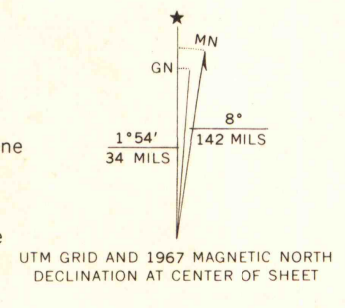 MN
GN
8°
1°54′
142 MILS
34 MILS
ne
e
UTM GRID AND 1967 MAGNETIC NORTH
DECLINATION AT CENTER OF SHEET